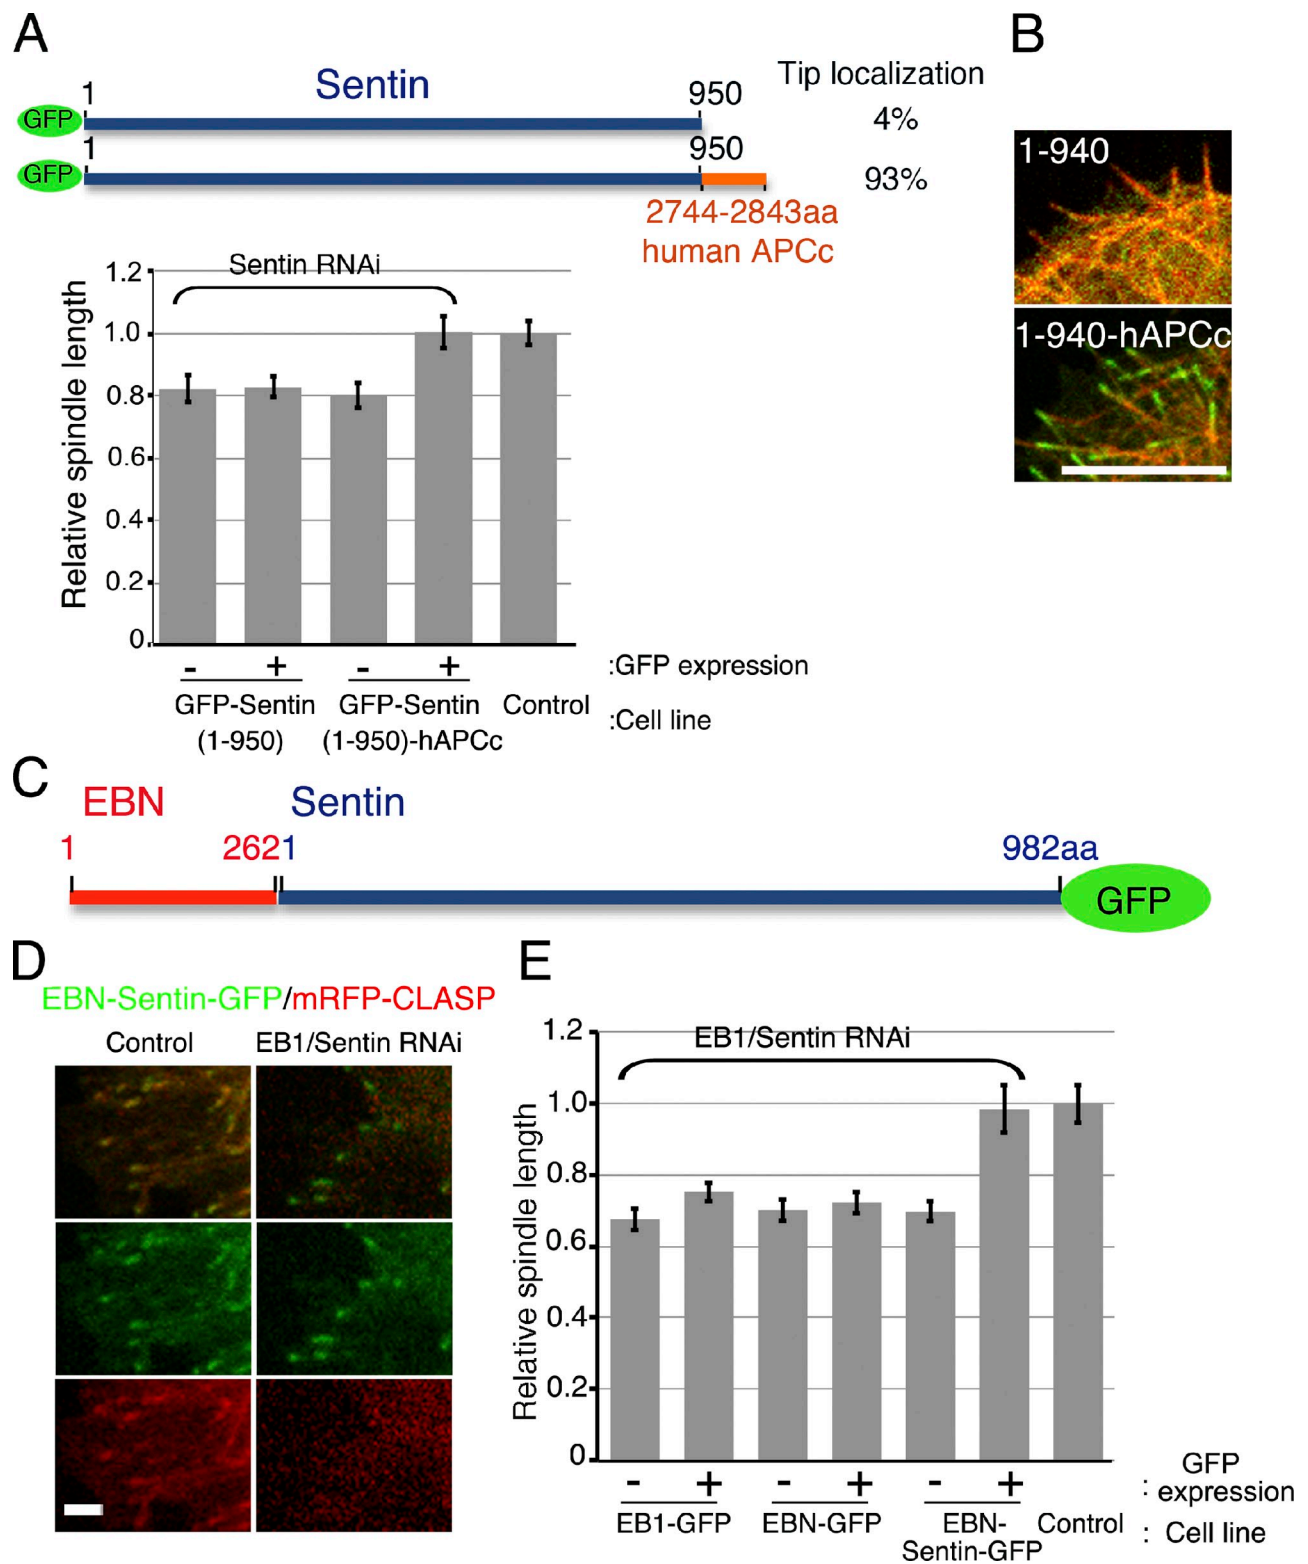 A
Sentin
Tip localization
GFP
1
950
4%
GFP
1
950
93%
2744-2843aa
human APCc
Relative spindle length
1.2
1.0
0.8
0.6
0.4
0.2
0
Sentin RNAi
- + - + :GFP expression
GFP-Sentin
(1-950)
GFP-Sentin
(1-950)-hAPCc
Control
:Cell line
B
1-940
1-940-hAPCc
C
EBN
Sentin
1
262
1
982aa
GFP
D
EBN-Sentin-GFP/mRFP-CLASP
Control
EB1/Sentin RNAi
E
Relative spindle length
1.2
1.0
0.8
0.6
0.4
0.2
0
EB1/Sentin RNAi
- + - + - +
GFP
: expression
EB1-GFP
EBN-GFP
EBN-
Sentin-GFP
Control
: Cell line